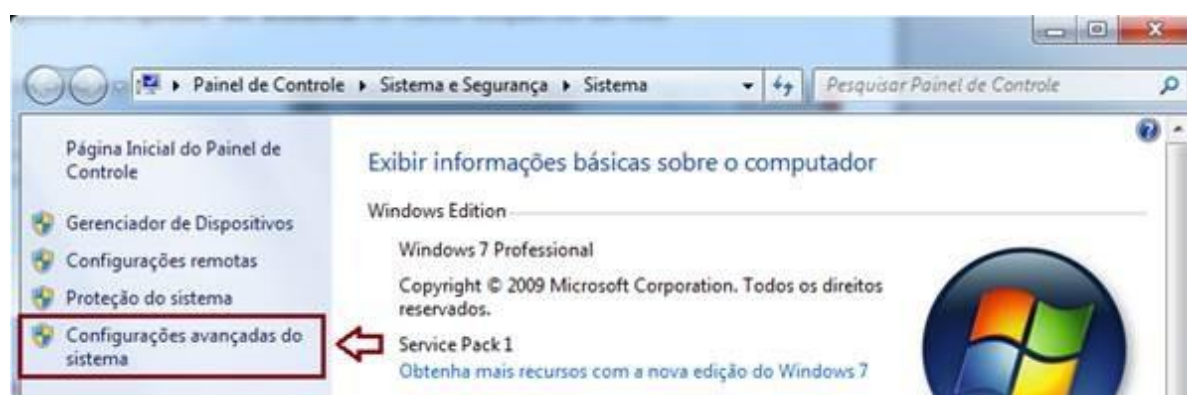 Painel de Controle ▸ Sistema e Segurança ▸ Sistema
Pesquisar Painel de Controle
Página Inicial do Painel de
Controle
Gerenciador de Dispositivos
Configurações remotas
Proteção do sistema
Configurações avançadas do
sistema
Exibir informações básicas sobre o computador
Windows Edition
Windows 7 Professional
Copyright © 2009 Microsoft Corporation. Todos os direitos
reservados.
Service Pack 1
Obtenha mais recursos com a nova edição do Windows 7